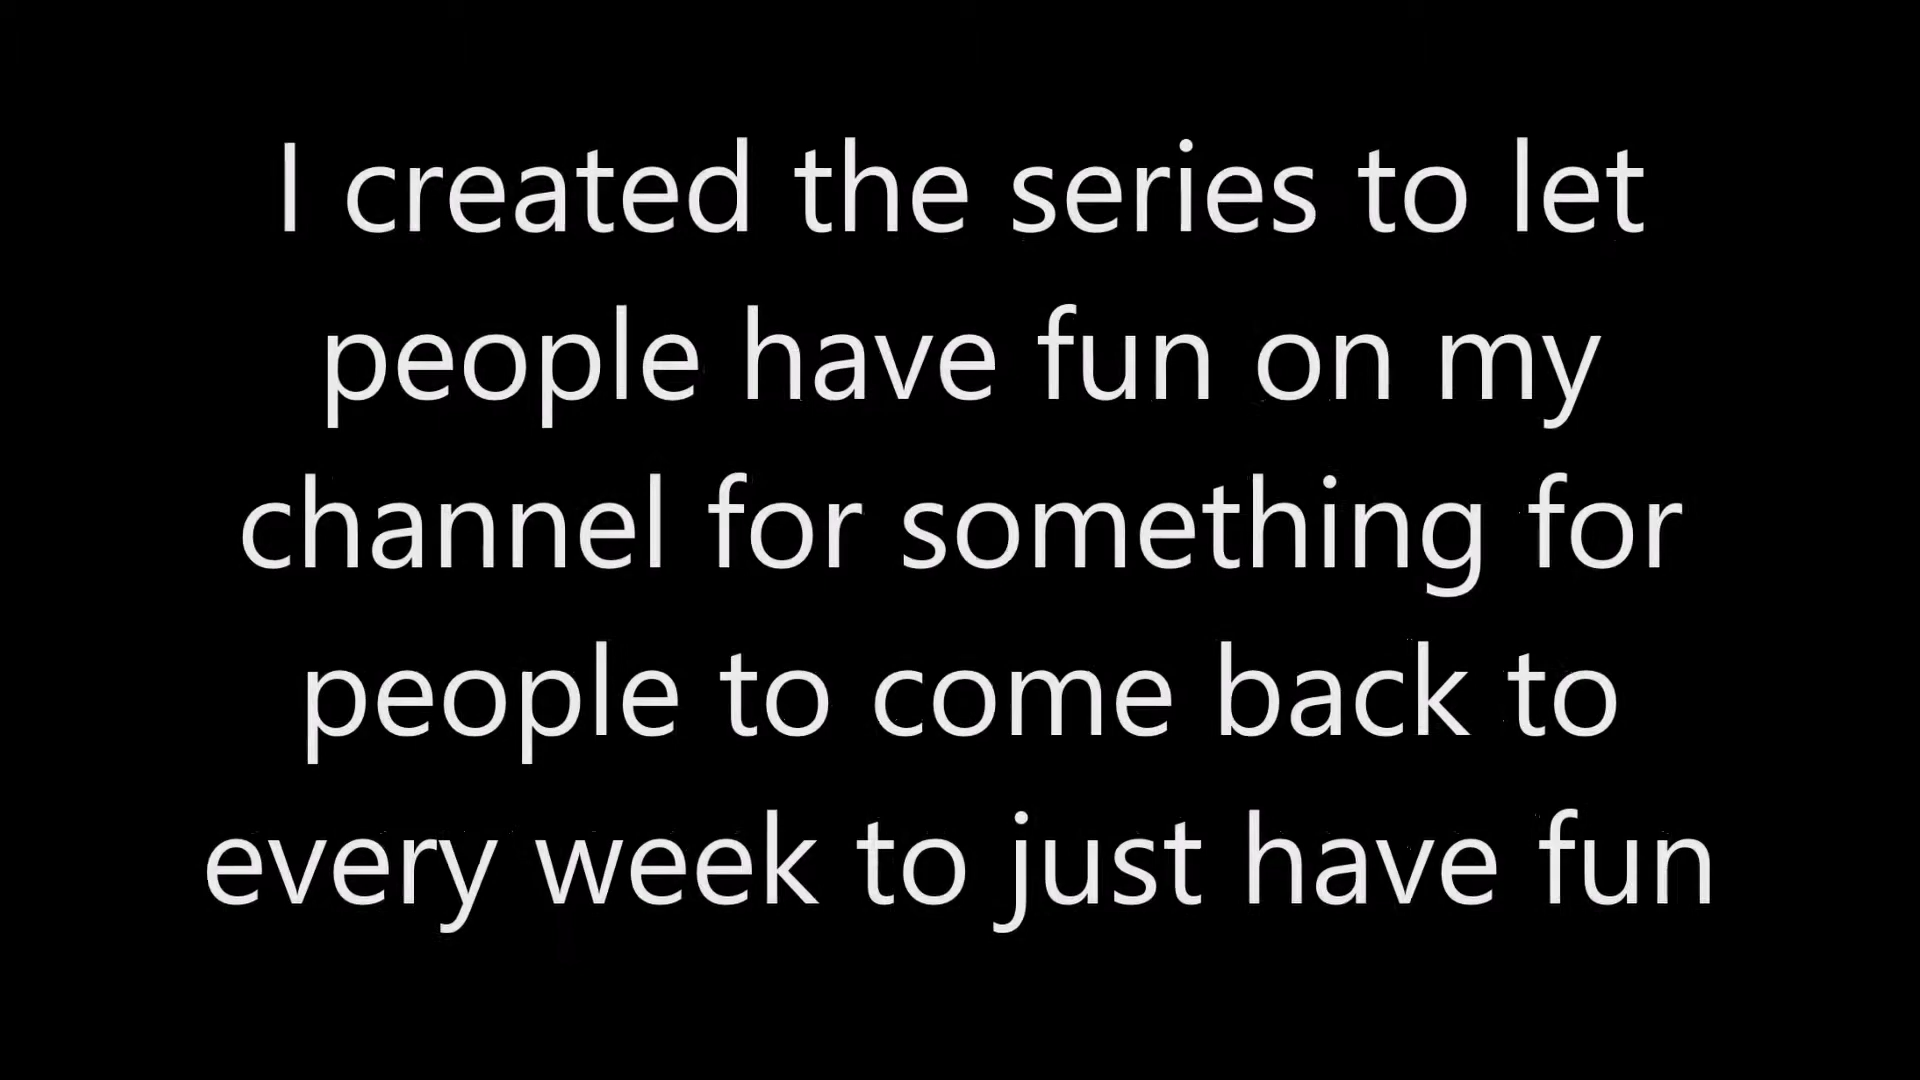 I created the series to let
people have fun on my
channel for something for
people to come back to
every week to just have fun